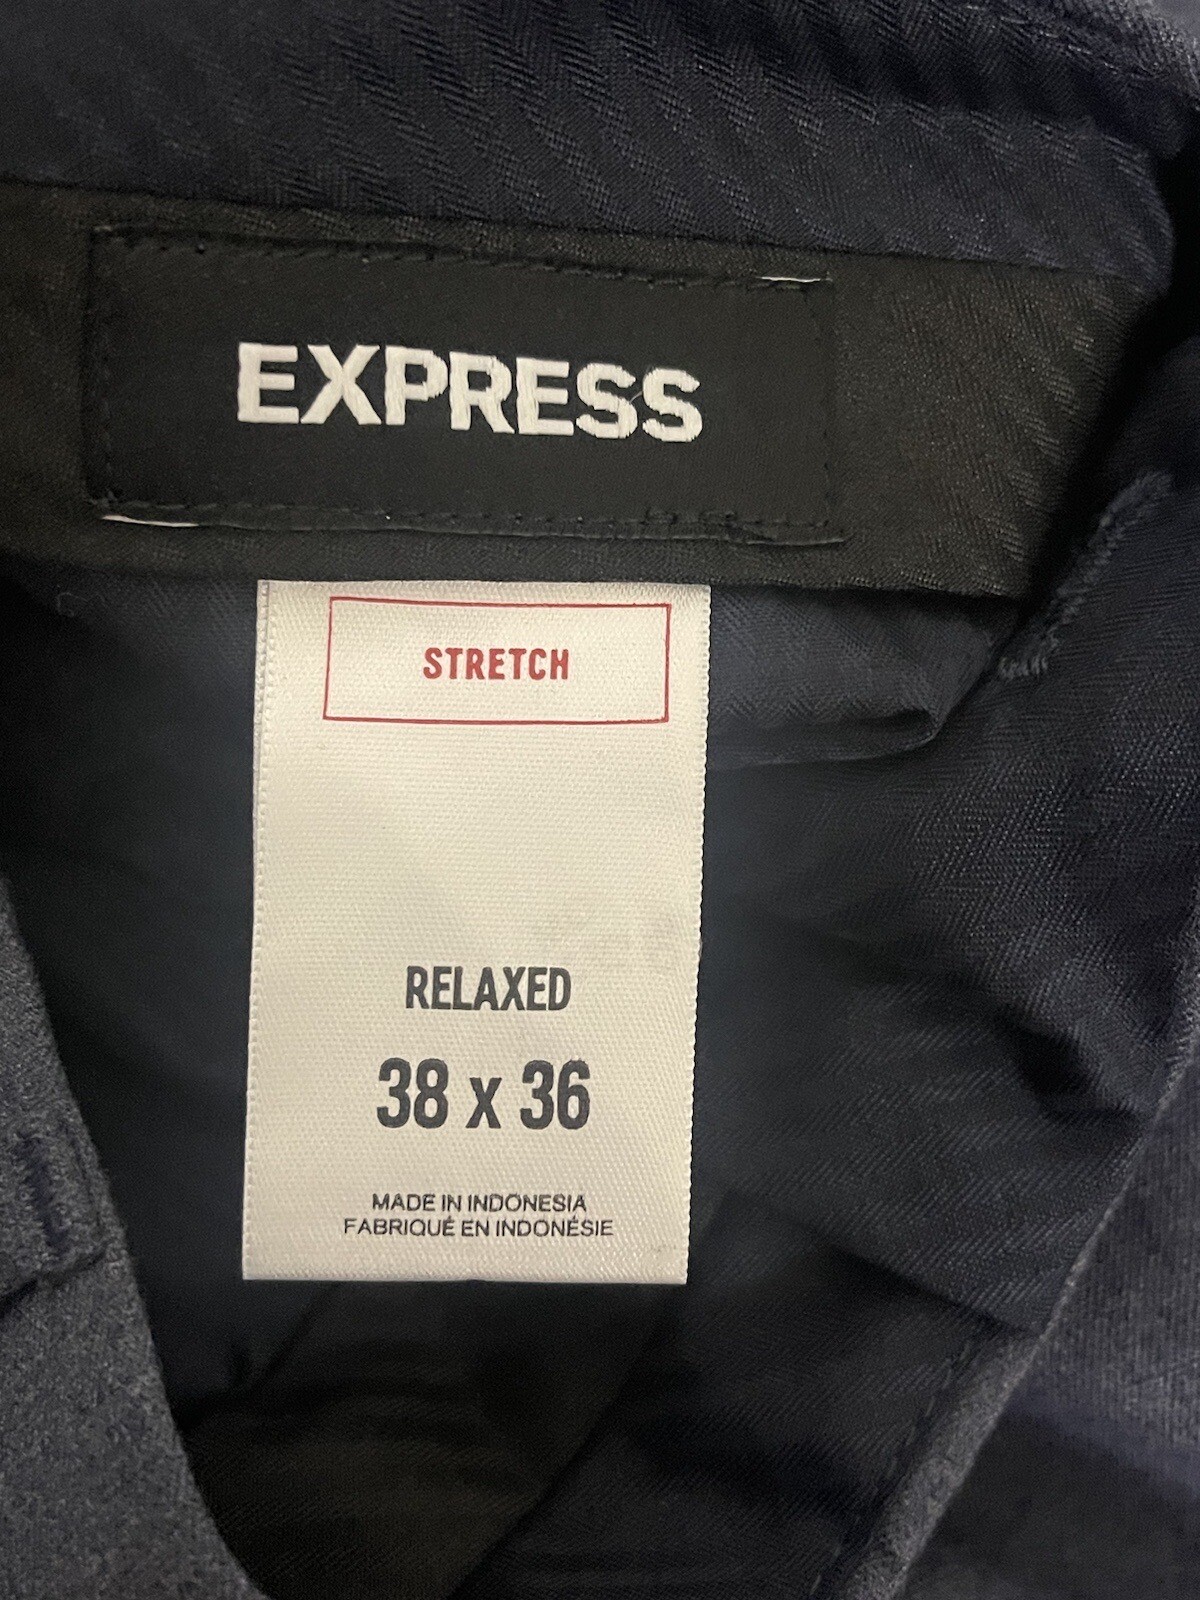 EXPRESS
STRETCH
RELAXED
38 x 36
MADE IN INDONESIA
FABRIQUÉ EN INDONÉSIE